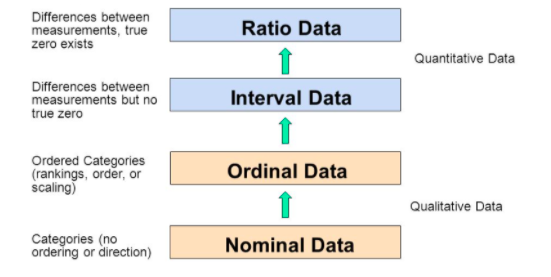 Differences between
measurements, true
zero exists
Ratio Data
Quantitative Data
Differences between
measurements but no
true zero
Interval Data
Ordered Categories
(rankings, order, or
scaling)
Ordinal Data
Qualitative Data
Categories (no
ordering or direction)
Nominal Data